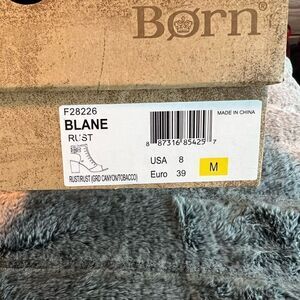 Børn
F28226
BLANE
RUST
MADE IN CHINA
8 87316 85425 7
USA 8
Euro 39
M
RUST/RUST (GRD CANYON/TOBACCO)